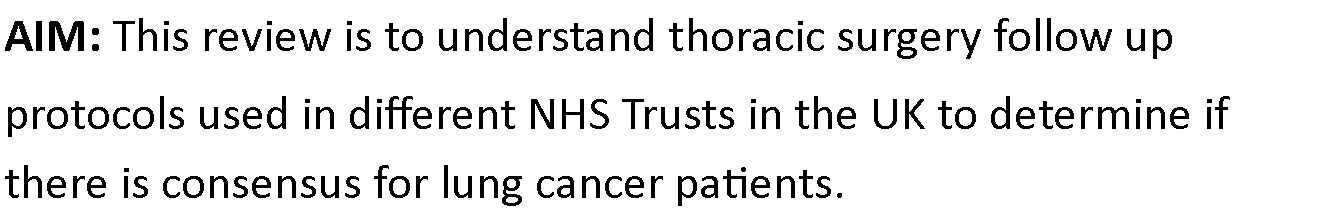 AIM: This review is to understand thoracic surgery follow up
protocols used in different NHS Trusts in the UK to determine if
there is consensus for lung cancer patients.